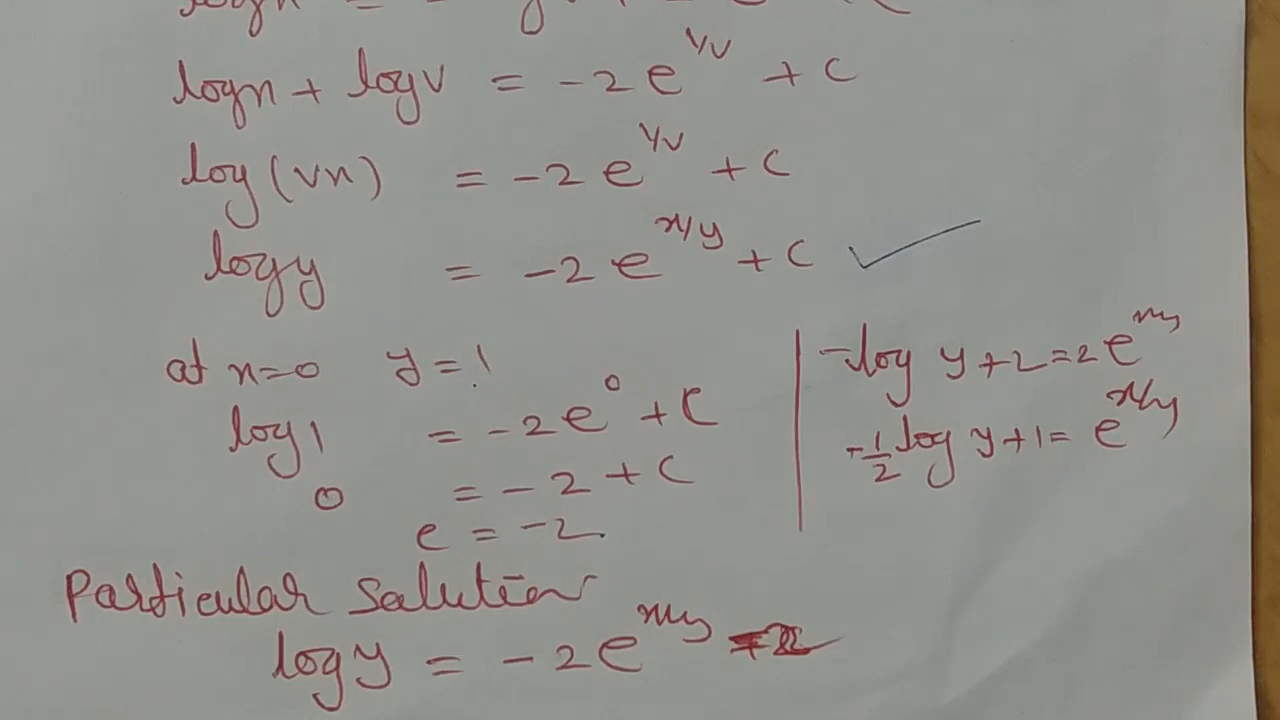 log x + log v = -2e^{1/v} + c
log (vx) = -2e^{1/v} + c
log y = -2e^{x/y} + c
at x=0 y=1
log 1 = -2e^0 + c
0 = -2 + c
c = -2
Particular Solution
log y = -2e^{x/y}
-log y + 2 = 2e^{x/y}
-1/2 log y + 1 = e^{x/y}